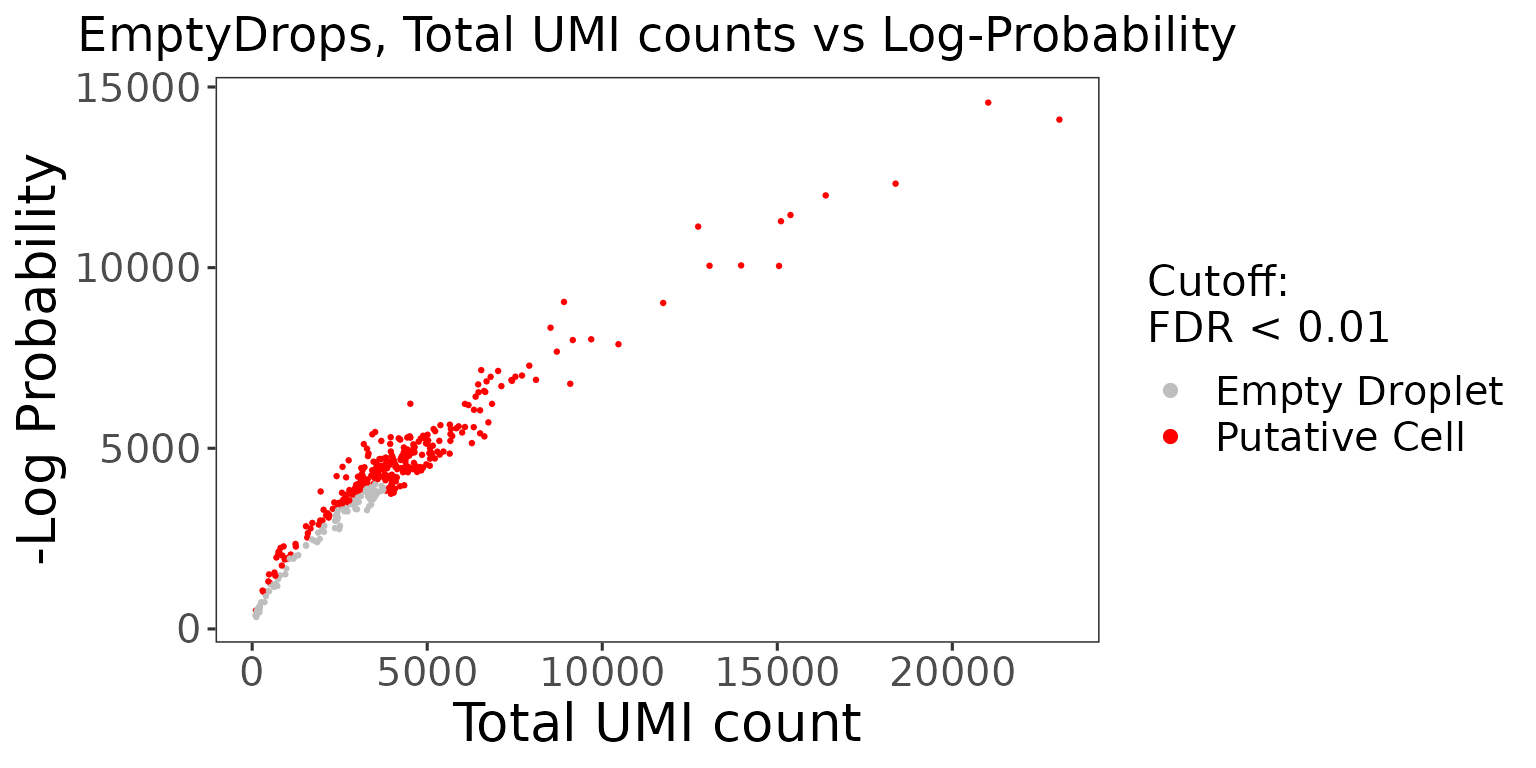 EmptyDrops, Total UMI counts vs Log-Probability
-Log Probability
15000
10000
5000
0
0 5000 10000 15000 20000
Total UMI count
Cutoff:
FDR < 0.01
Empty Droplet
Putative Cell